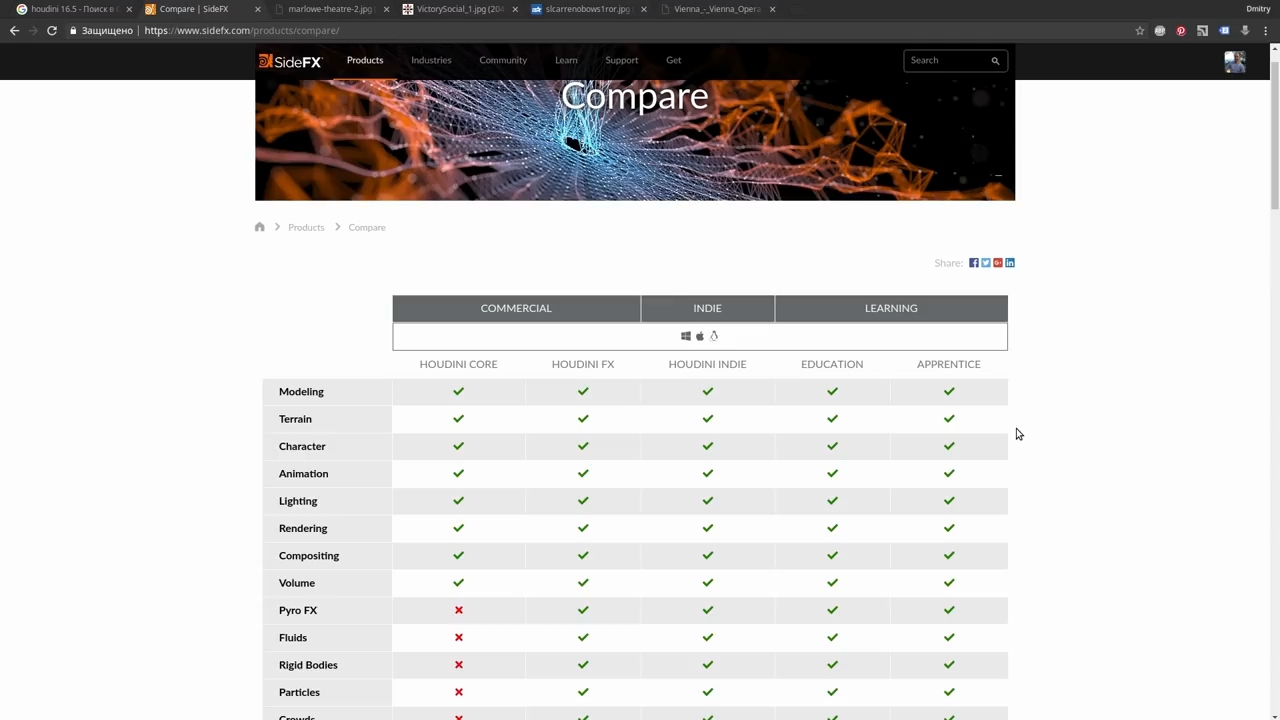 houdini 16.5 - Поиск в G
Compare | SideFX
marlowe-theatre-2.jpg (
VictorySocial_1.jpg (204
slcarrenobows1ror.jpg (
Vienna_-_Vienna_Opera
Dmitry
Защищено
https://www.sidefx.com/products/compare/
SideFX
Products
Industries
Community
Learn
Support
Get
Search
Compare
Products
Compare
Share:
COMMERCIAL INDIE LEARNING
HOUDINI CORE HOUDINI FX HOUDINI INDIE EDUCATION APPRENTICE
Modeling
Terrain
Character
Animation
Lighting
Rendering
Compositing
Volume
Pyro FX
Fluids
Rigid Bodies
Particles
Crowds